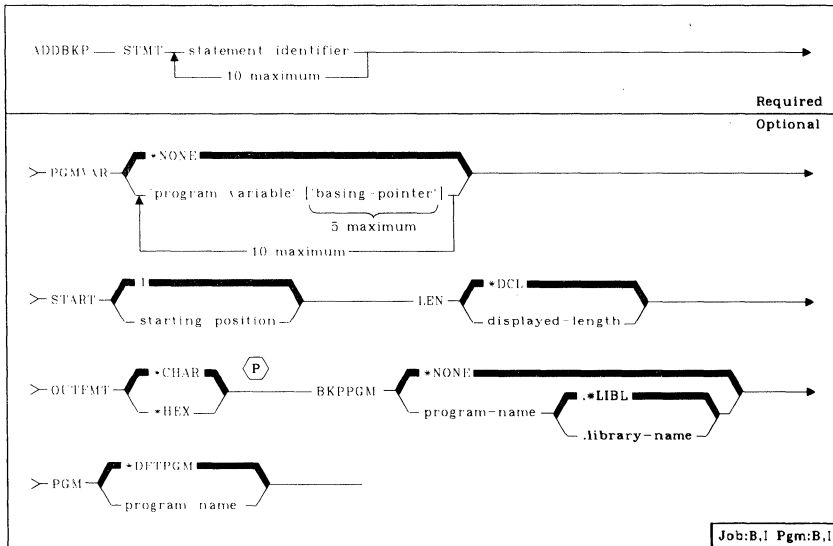 ADDBKP STMT statement identifier
10 maximum
Required
Optional
*NONE
PGMVAR
'program variable' ['basing-pointer']
5 maximum
10 maximum
1
*DCL
START
LEN
starting position
displayed-length
*CHAR
P
*NONE
OUTFMT
BKPPGM
.*LIBL
*HEX
program-name
.library-name
*DFTPGM
PGM
program name
Job:B,I Pgm:B,I